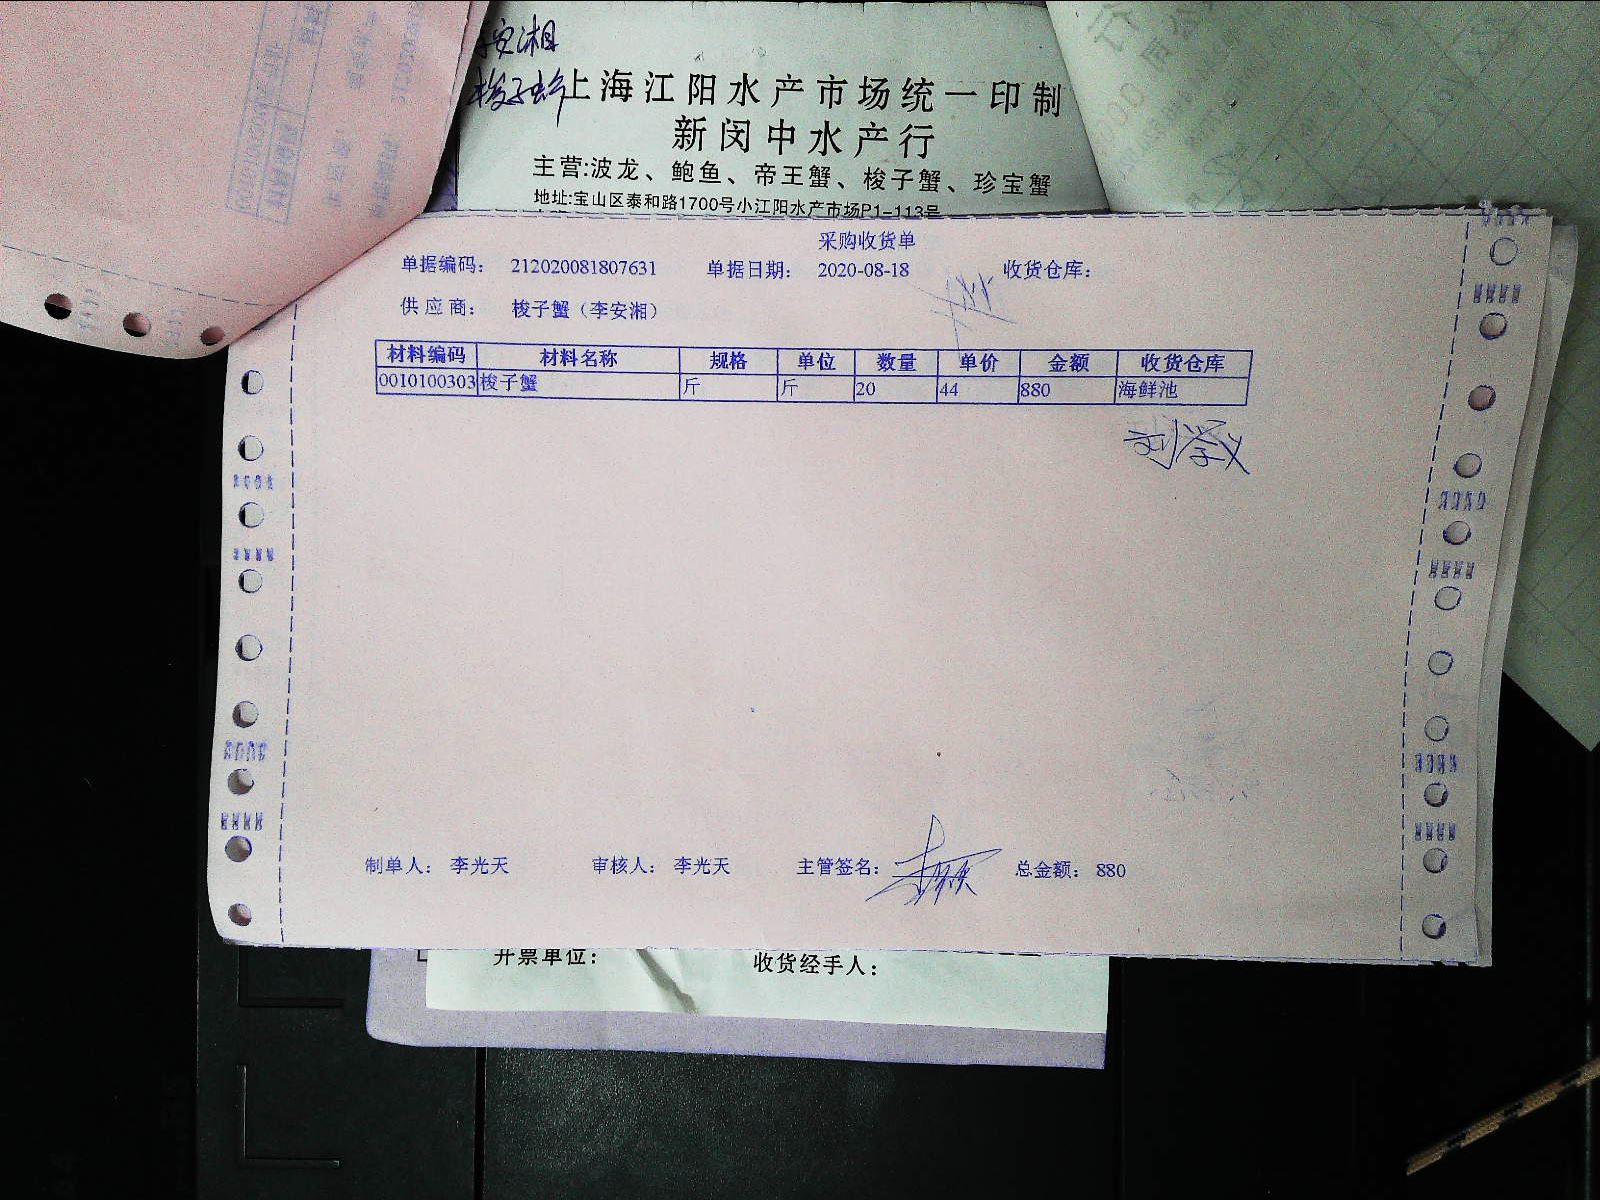 安湘
梭子蟹
上海江阳水产市场统一印制
新闵中水产行
主营:波龙、鲍鱼、帝王蟹、梭子蟹、珍宝蟹
地址:宝山区泰和路1700号小江阳水产市场P1-113号
采购收货单
单据编码: 212020081807631 单据日期: 2020-08-18 收货仓库:
供应商: 梭子蟹（李安湘）
材料编码 材料名称 规格 单位 数量 单价 金额 收货仓库
0010100303 梭子蟹 斤 斤 20 44 880 海鲜池
制单人: 李光天 审核人: 李光天 主管签名: 总金额: 880
开票单位: 收货经手人: